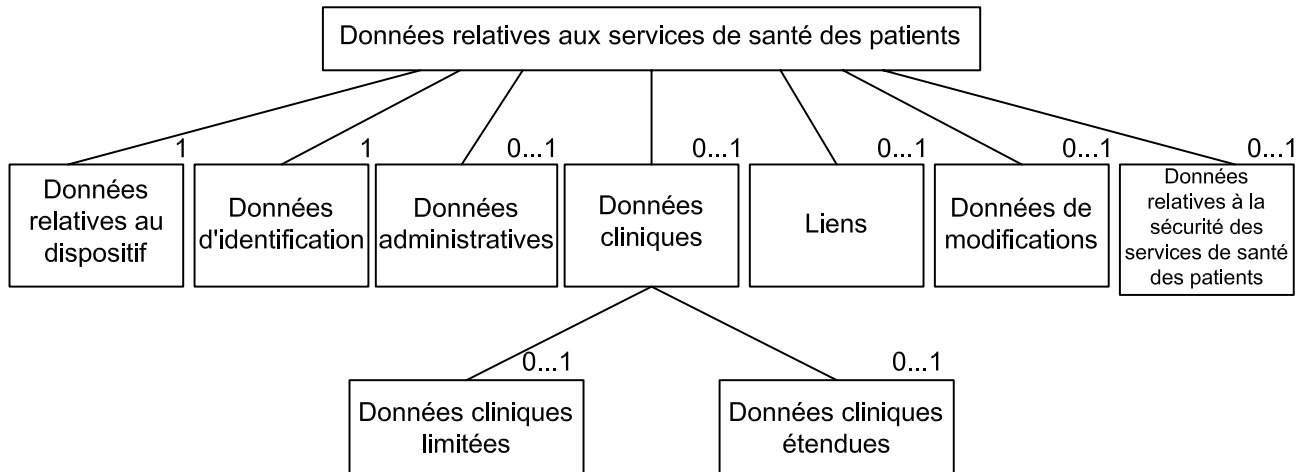 Données relatives aux services de santé des patients
1
1
0...1
0...1
0...1
0...1
0...1
Données
relatives au
dispositif
Données
d'identification
Données
administratives
Données
cliniques
Liens
Données de
modifications
Données
relatives à la
sécurité des
services de santé
des patients
0...1
0...1
Données cliniques
limitées
Données cliniques
étendues